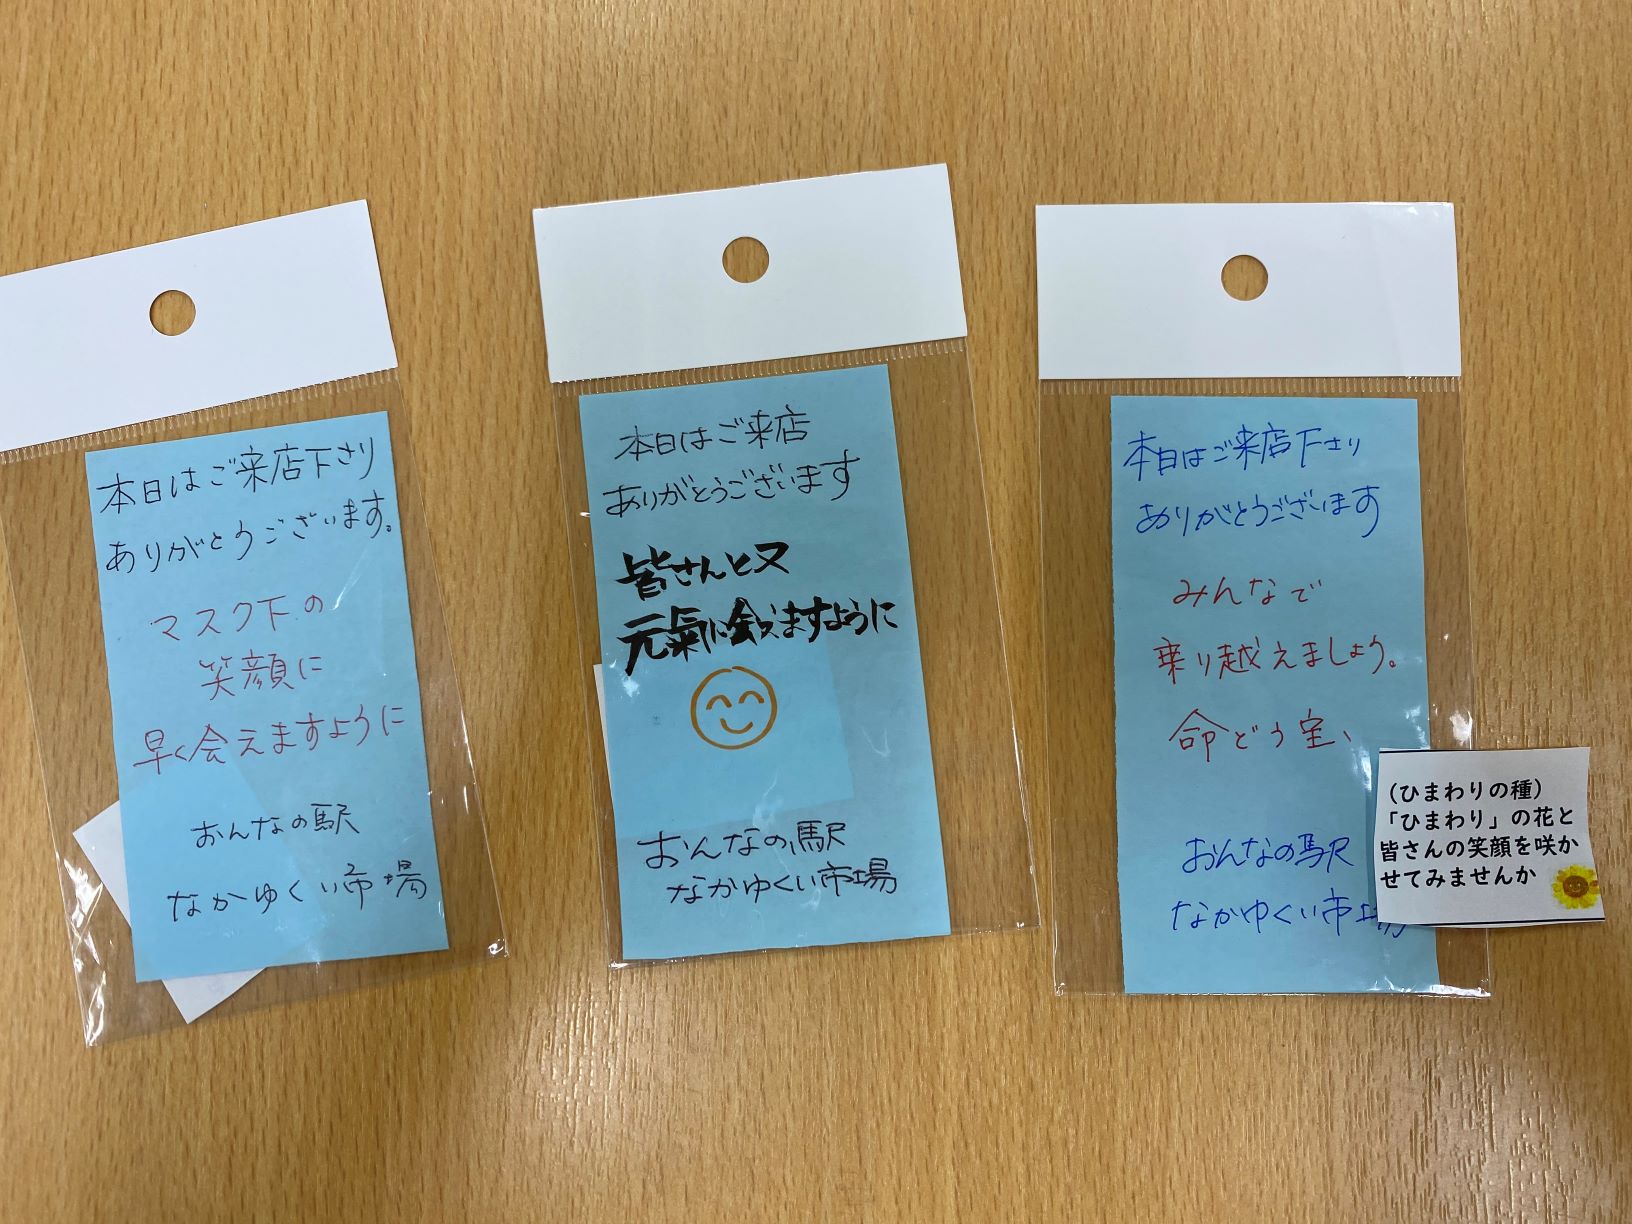 本日はご来店下さり
ありがとうございます。
マスク下の
笑顔に
早く会えますように
おんなの駅
なかゆくい市場
本日はご来店
ありがとうございます
皆さんと又
元氣に会えますように
おんなの駅
なかゆくい市場
本日はご来店下さり
ありがとうございます
みんなで
乗り越えましょう。
命どぅ宝、
おんなの駅
なかゆくい市場
（ひまわりの種）
「ひまわり」の花と
皆さんの笑顔を咲か
せてみませんか